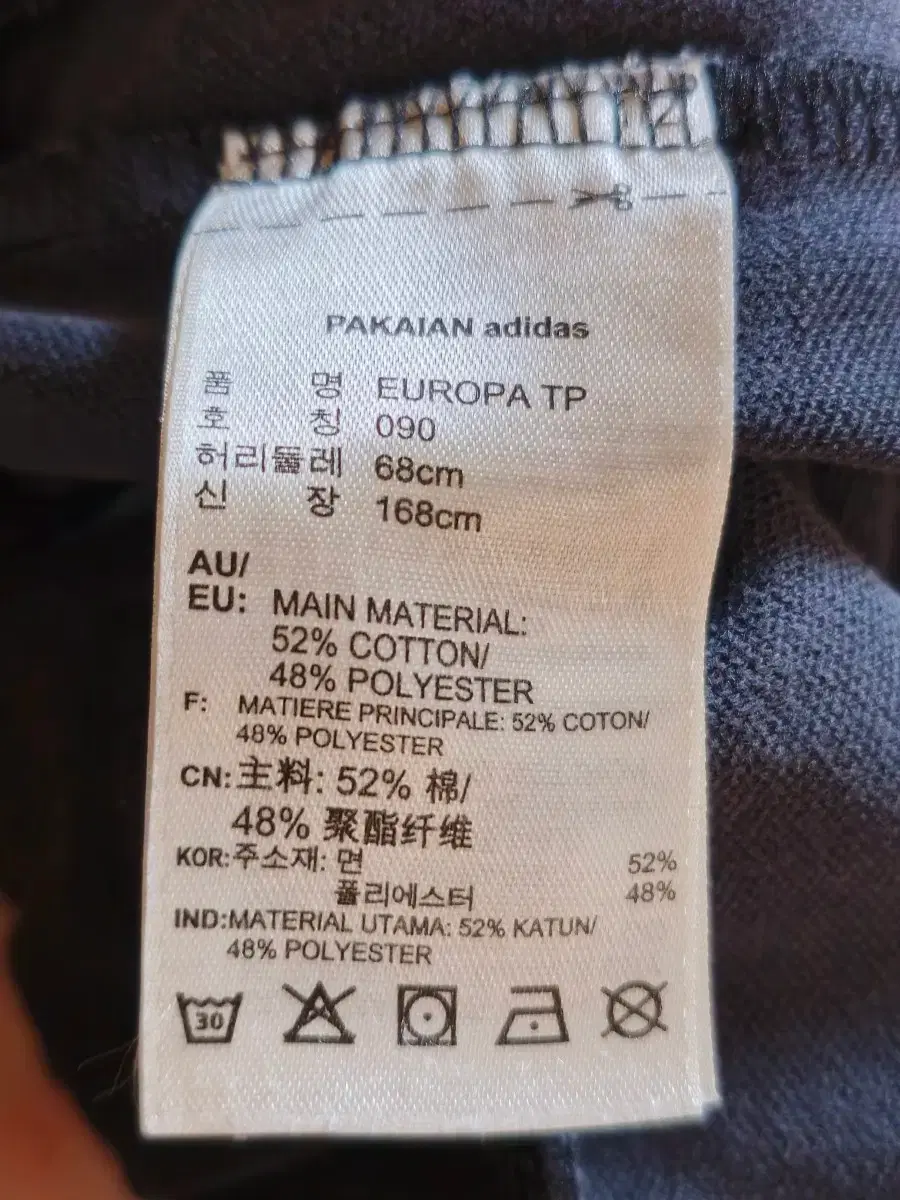 PAKAIAN adidas
품 명 EUROPA TP
호 칭 090
허리둘레 68cm
신 장 168cm
AU/
EU: MAIN MATERIAL:
52% COTTON/
48% POLYESTER
F: MATIERE PRINCIPALE: 52% COTON/
48% POLYESTER
CN:主料: 52% 棉/
48% 聚酯纤维
KOR:주소재: 면 52%
폴리에스터 48%
IND:MATERIAL UTAMA: 52% KATUN/
48% POLYESTER
30